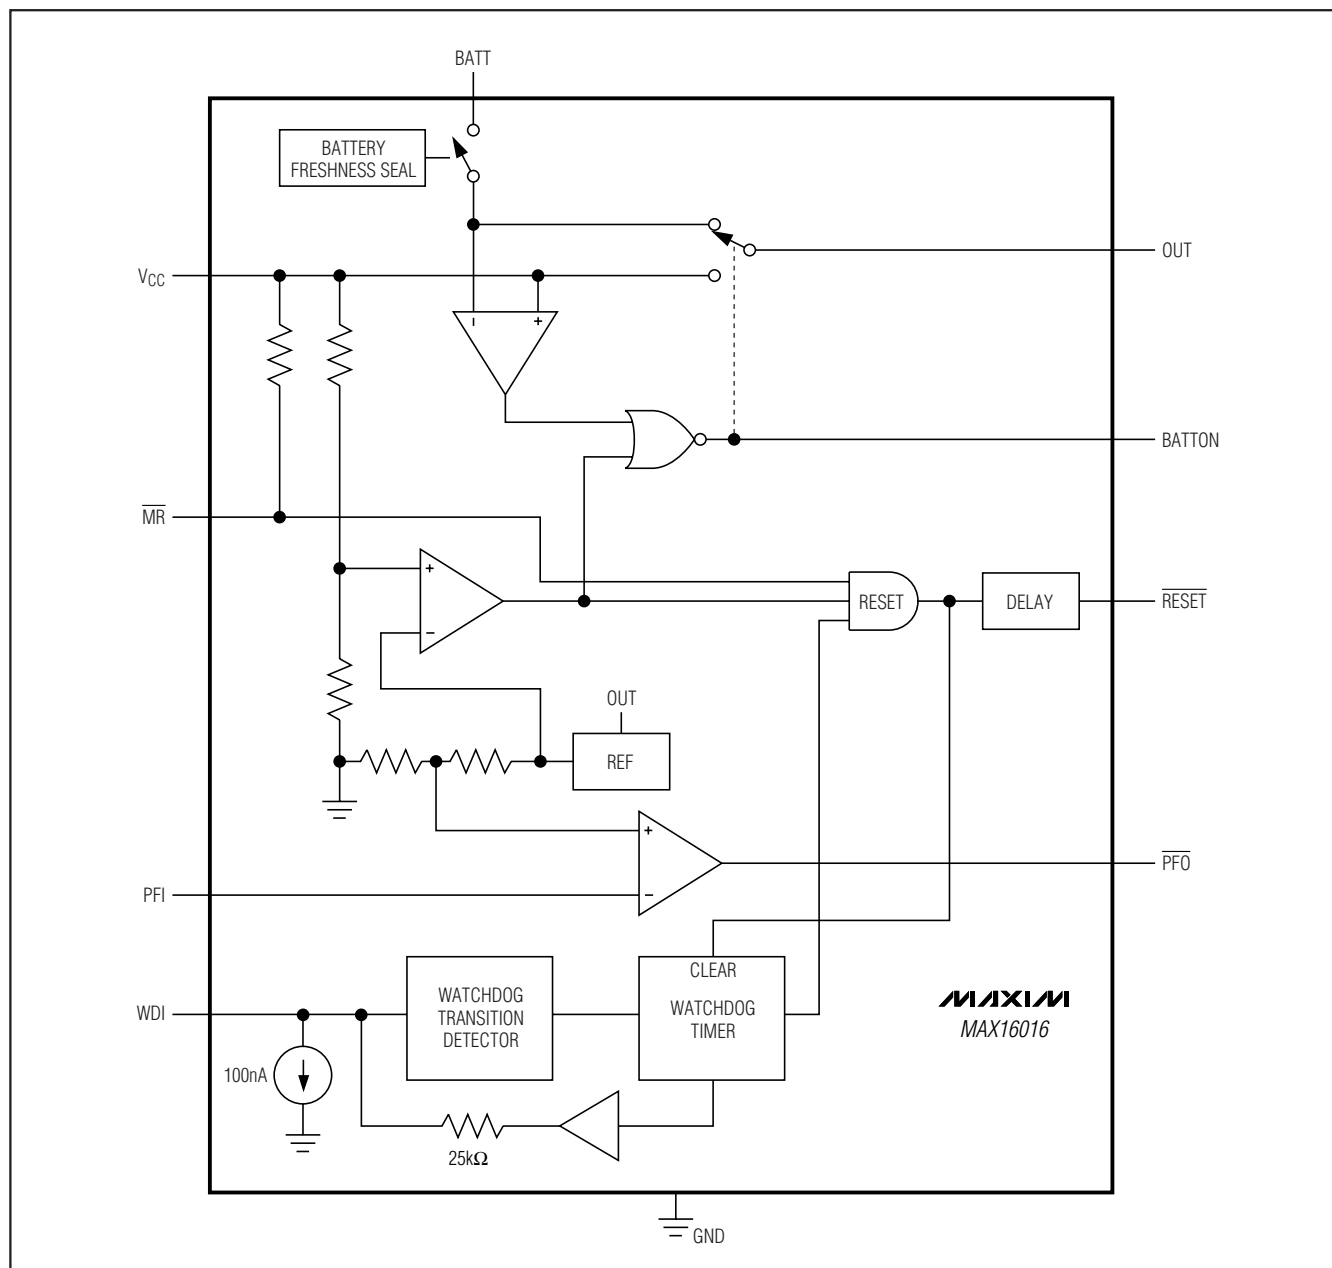 BATT
BATTERY
FRESHNESS SEAL
OUT
VCC
+
BATTON
MR
+
−
RESET
DELAY
RESET
OUT
REF
+
−
PFO
PFI
CLEAR
WATCHDOG
TIMER
WATCHDOG
TRANSITION
DETECTOR
WDI
MAXIM
MAX16016
100nA
25kΩ
GND